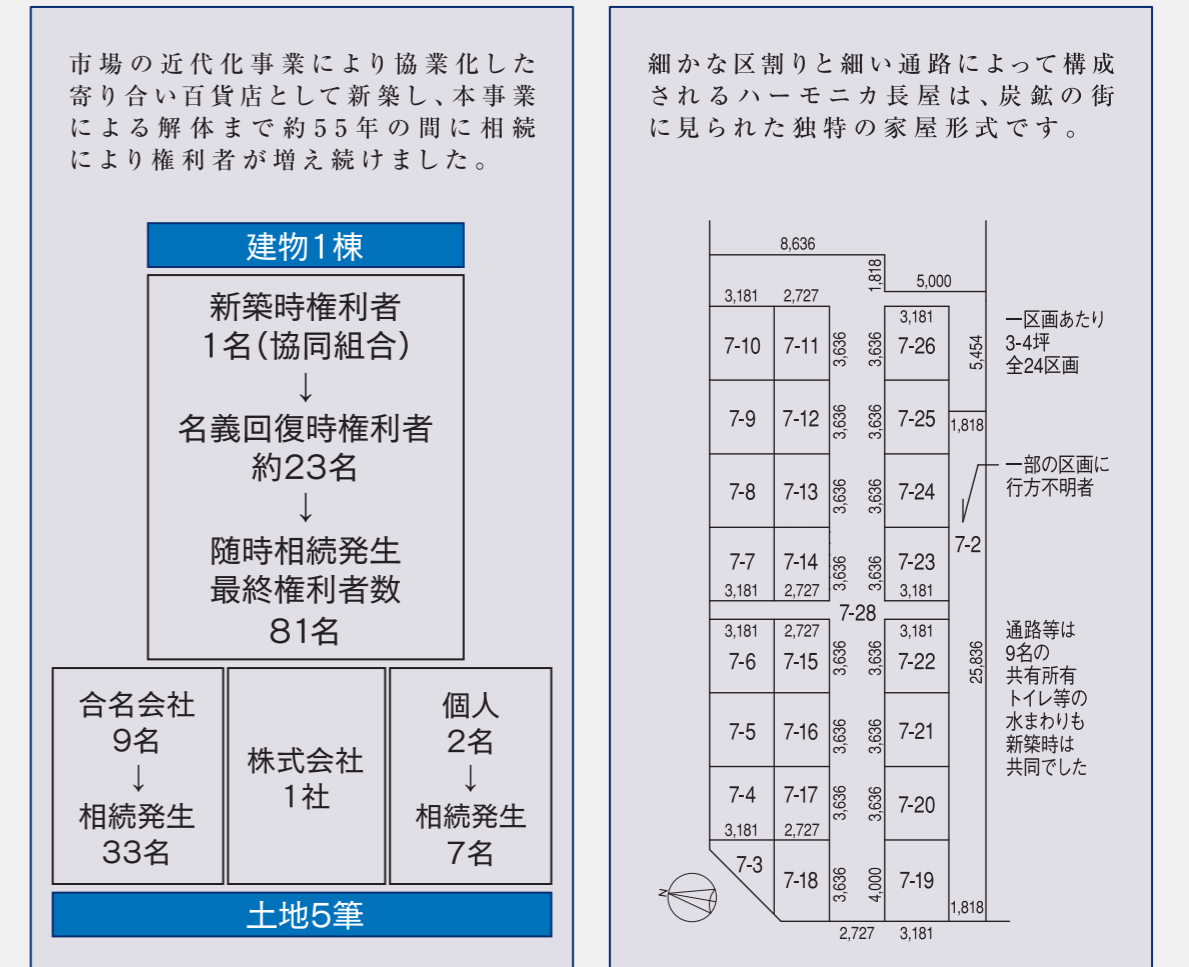 市場の近代化事業により協業化した
寄り合い百貨店として新築し、本事業
による解体まで約55年の間に相続
により権利者が増え続けました。
建物1棟
新築時権利者
1名(協同組合)
↓
名義回復時権利者
約23名
↓
随時相続発生
最終権利者数
81名
合名会社
9名
↓
相続発生
33名
株式会社
1社
個人
2名
↓
相続発生
7名
土地5筆
細かな区割りと細い通路によって構成
されるハーモニカ長屋は、炭鉱の街
に見られた独特の家屋形式です。
8,636
1,818
5,000
3,181 2,727
3,181
7-10 7-11 3,636 3,636 7-26 5,454
一区画あたり
3-4坪
全24区画
7-9 7-12 3,636 3,636 7-25 1,818
7-8 7-13 3,636 3,636 7-24
一部の区画に
行方不明者
7-2
7-7 7-14 3,636 3,636 7-23
3,181 2,727 3,181
7-28
3,181 2,727 3,181
7-6 7-15 3,636 3,636 7-22 25,836
通路等は
9名の
共有所有
トイレ等の
水まわりも
新築時は
共同でした
7-5 7-16 3,636 3,636 7-21
7-4 7-17 3,636 3,636 7-20
3,181 2,727
7-3 7-18 3,636 4,000 7-19 1,818
N
2,727 3,181